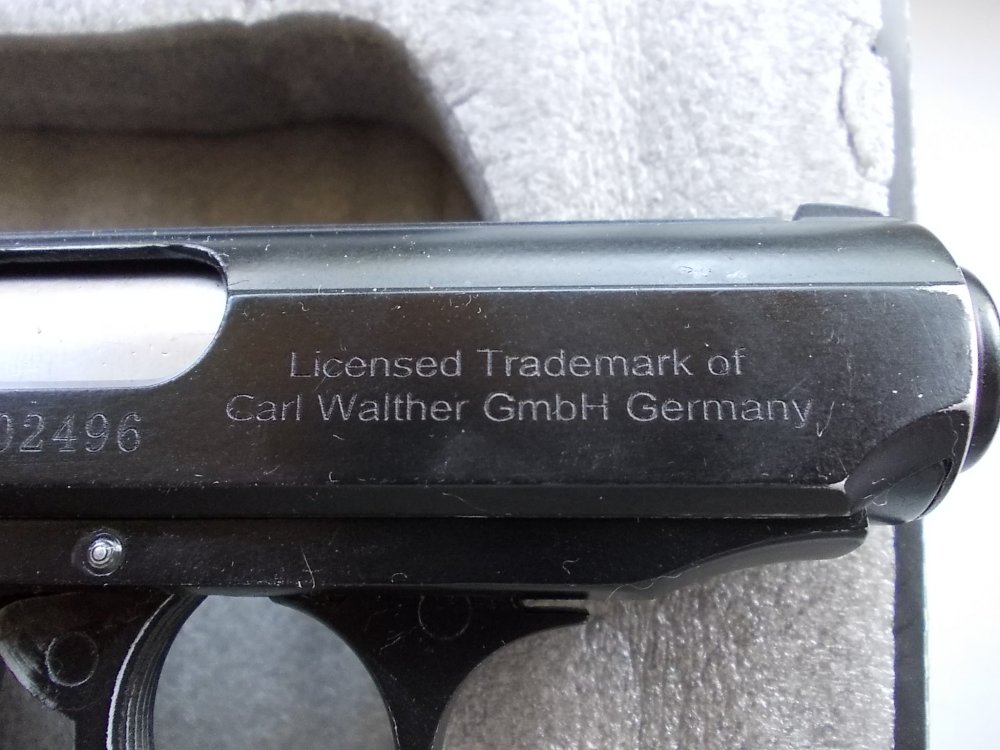 Licensed Trademark of
Carl Walther GmbH Germany
02496